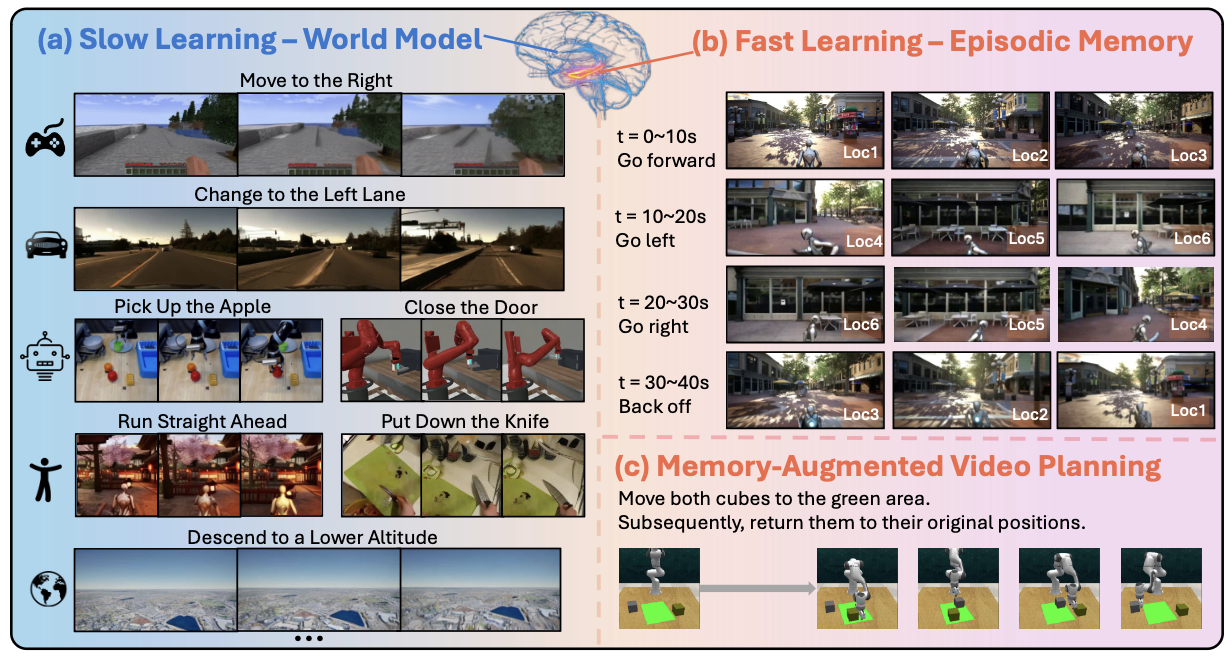 (a) Slow Learning – World Model
Move to the Right
Change to the Left Lane
Pick Up the Apple
Close the Door
Run Straight Ahead
Put Down the Knife
Descend to a Lower Altitude
•••
(b) Fast Learning – Episodic Memory
t = 0~10s
Go forward
Loc1
Loc2
Loc3
t = 10~20s
Go left
Loc4
Loc5
Loc6
t = 20~30s
Go right
Loc6
Loc5
Loc4
t = 30~40s
Back off
Loc3
Loc2
Loc1
(c) Memory-Augmented Video Planning
Move both cubes to the green area.
Subsequently, return them to their original positions.